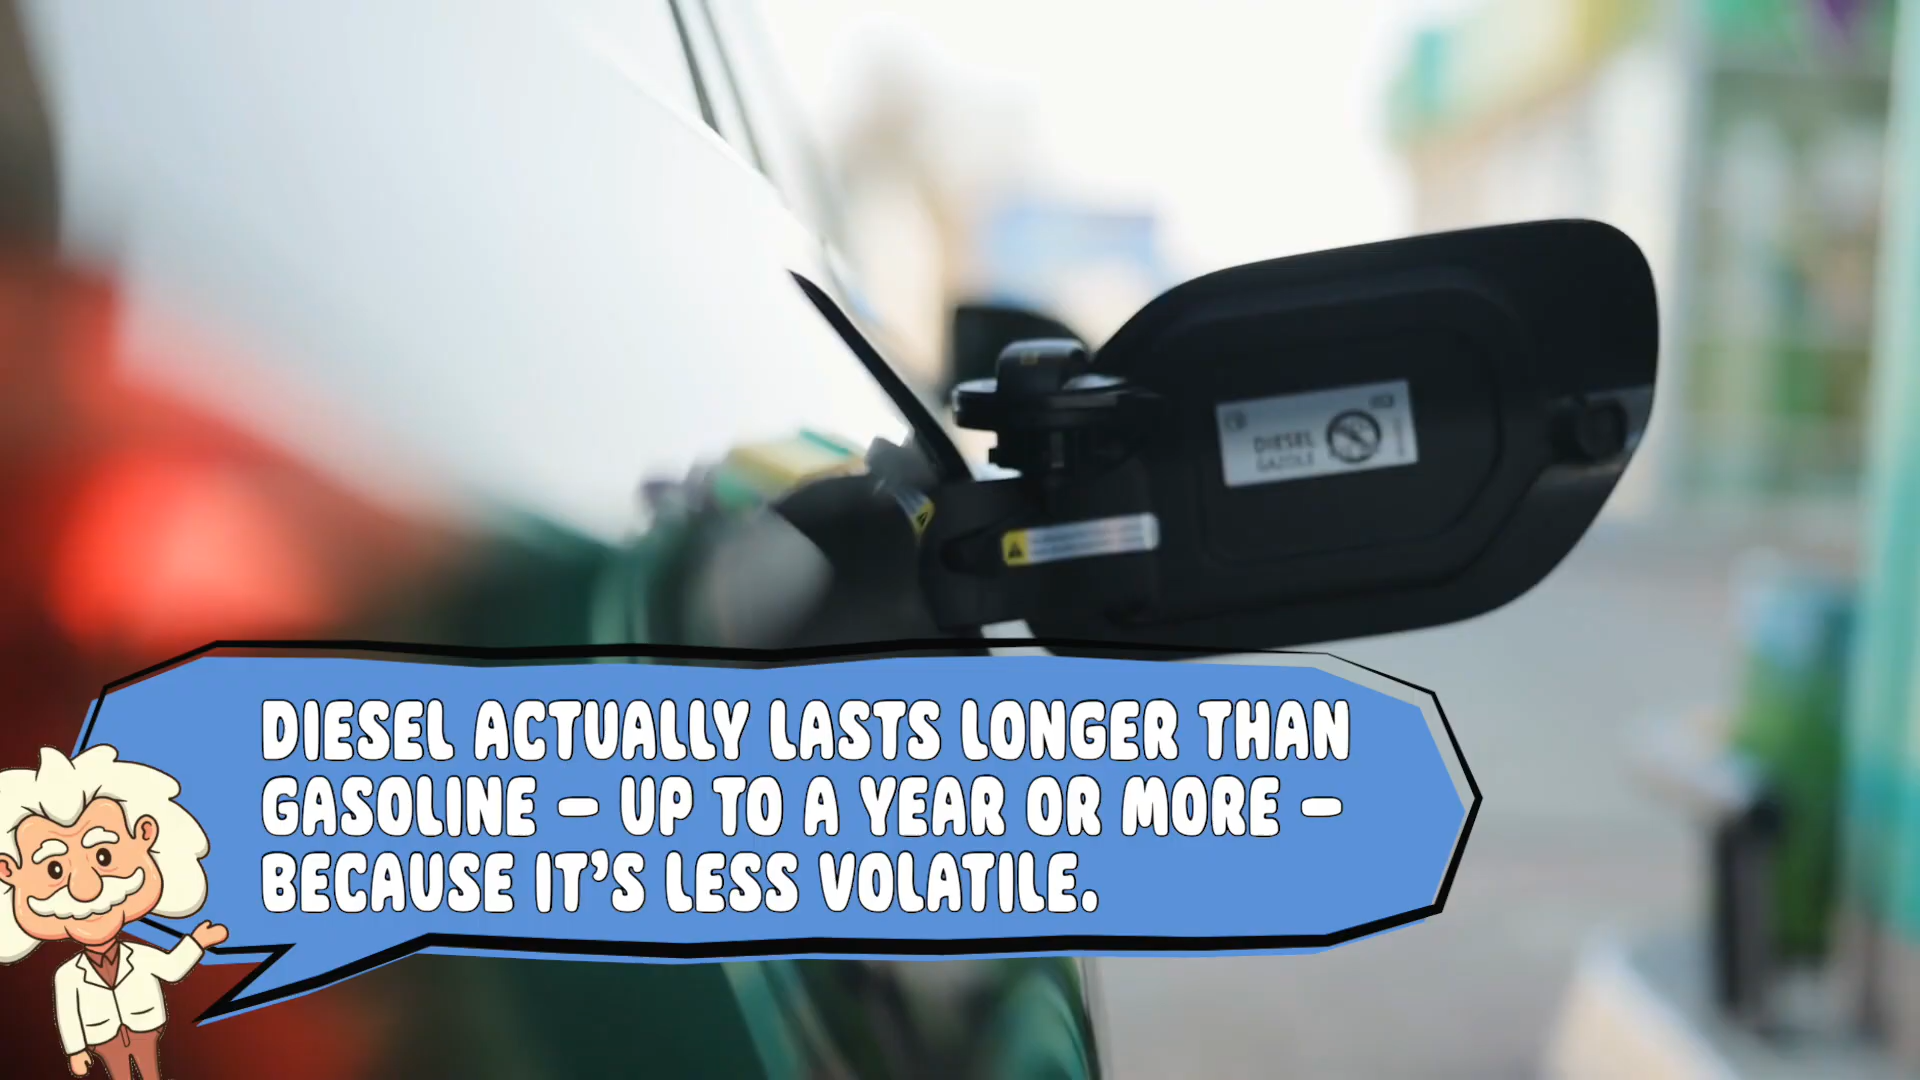 DIESEL
DIESEL ACTUALLY LASTS LONGER THAN
GASOLINE – UP TO A YEAR OR MORE –
BECAUSE IT’S LESS VOLATILE.